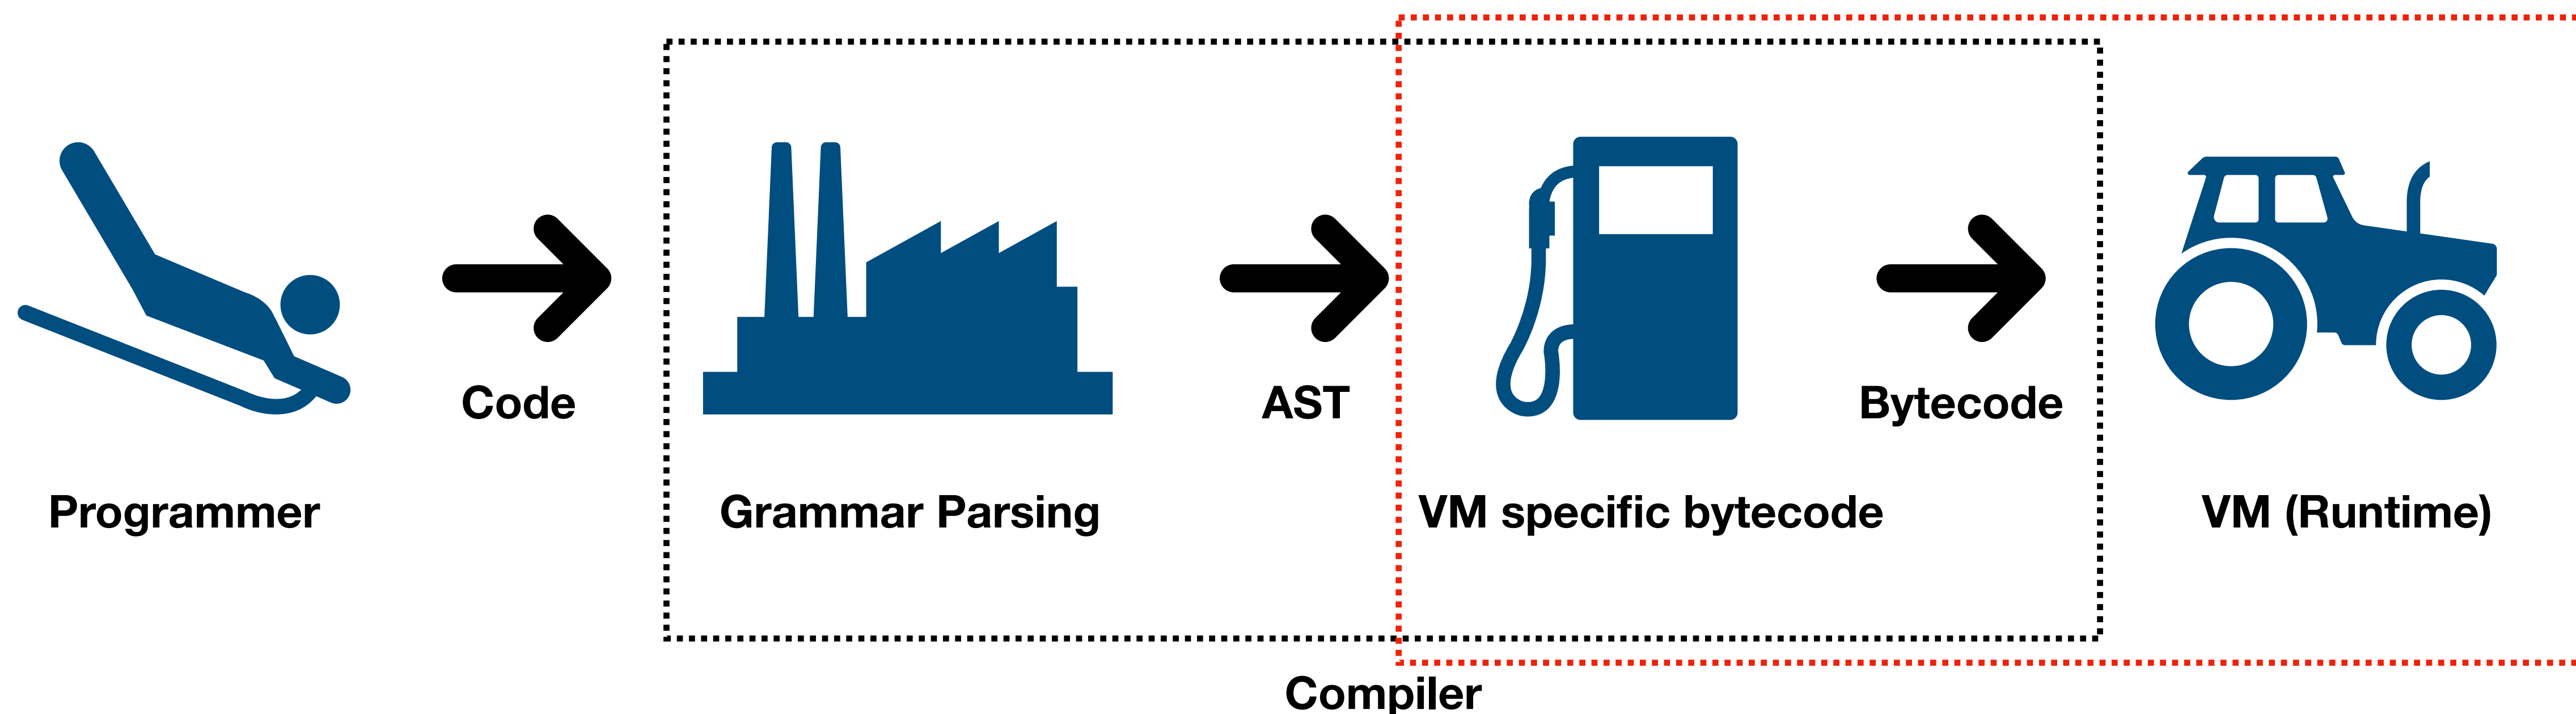 Code
AST
Bytecode
Programmer
Grammar Parsing
VM specific bytecode
VM (Runtime)
Compiler